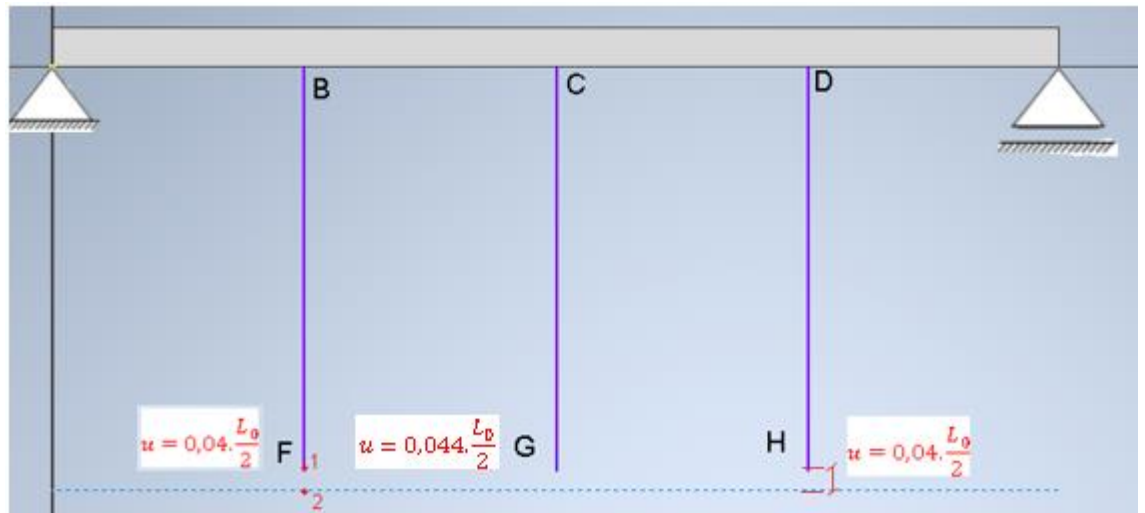 B
C
D
u = 0,04. L₀/2
F
1
2
u = 0,044. L₀/2
G
H
u = 0,04. L₀/2